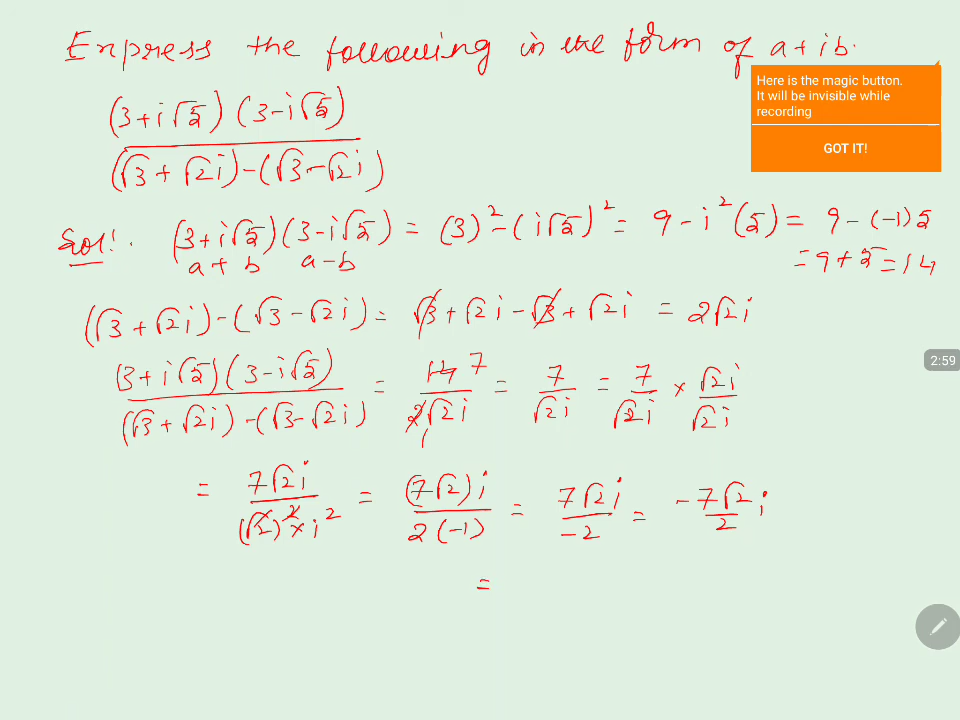 Express the following in the form of a + ib.
Here is the magic button.
It will be invisible while
recording
GOT IT!
(3+i√5) (3-i√5)
(√3 + √2i) - (√3 - √2i)
Sol!. (3+i√5)(3-i√5) = (3)² - (i√5)² = 9 - i²(5) = 9 - (-1)5
a + b a - b = 9 + 5 = 14
(√3 + √2i) - (√3 - √2i) = √3 + √2i - √3 + √2i = 2√2i
2:59
(3+i√5)(3-i√5) = 14 7 = 7 = 7 × √2i
(√3 + √2i) - (√3 - √2i) 2√2i √2i √2i √2i
1
= 7√2i = (7√2)i = 7√2i = -7√2 i
(√2)² × i² 2(-1) -2 2
=